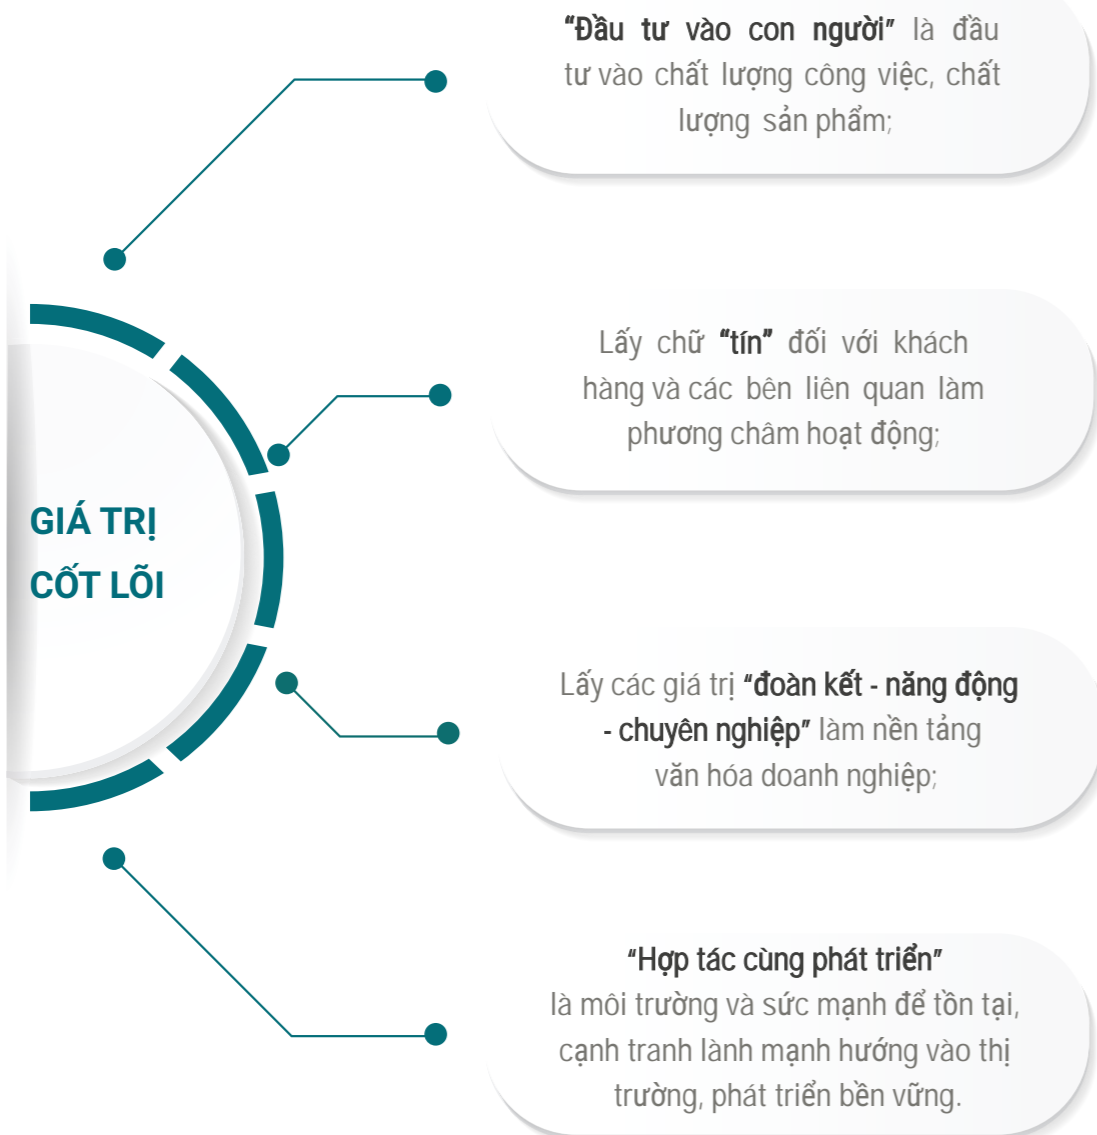 “Đầu tư vào con người” là đầu
tư vào chất lượng công việc, chất
lượng sản phẩm;
Lấy chữ “tín” đối với khách
hàng và các bên liên quan làm
phương châm hoạt động;
GIÁ TRỊ
CỐT LÕI
Lấy các giá trị “đoàn kết - năng động
- chuyên nghiệp” làm nền tảng
văn hóa doanh nghiệp;
“Hợp tác cùng phát triển”
là môi trường và sức mạnh để tồn tại,
cạnh tranh lành mạnh hướng vào thị
trường, phát triển bền vững.